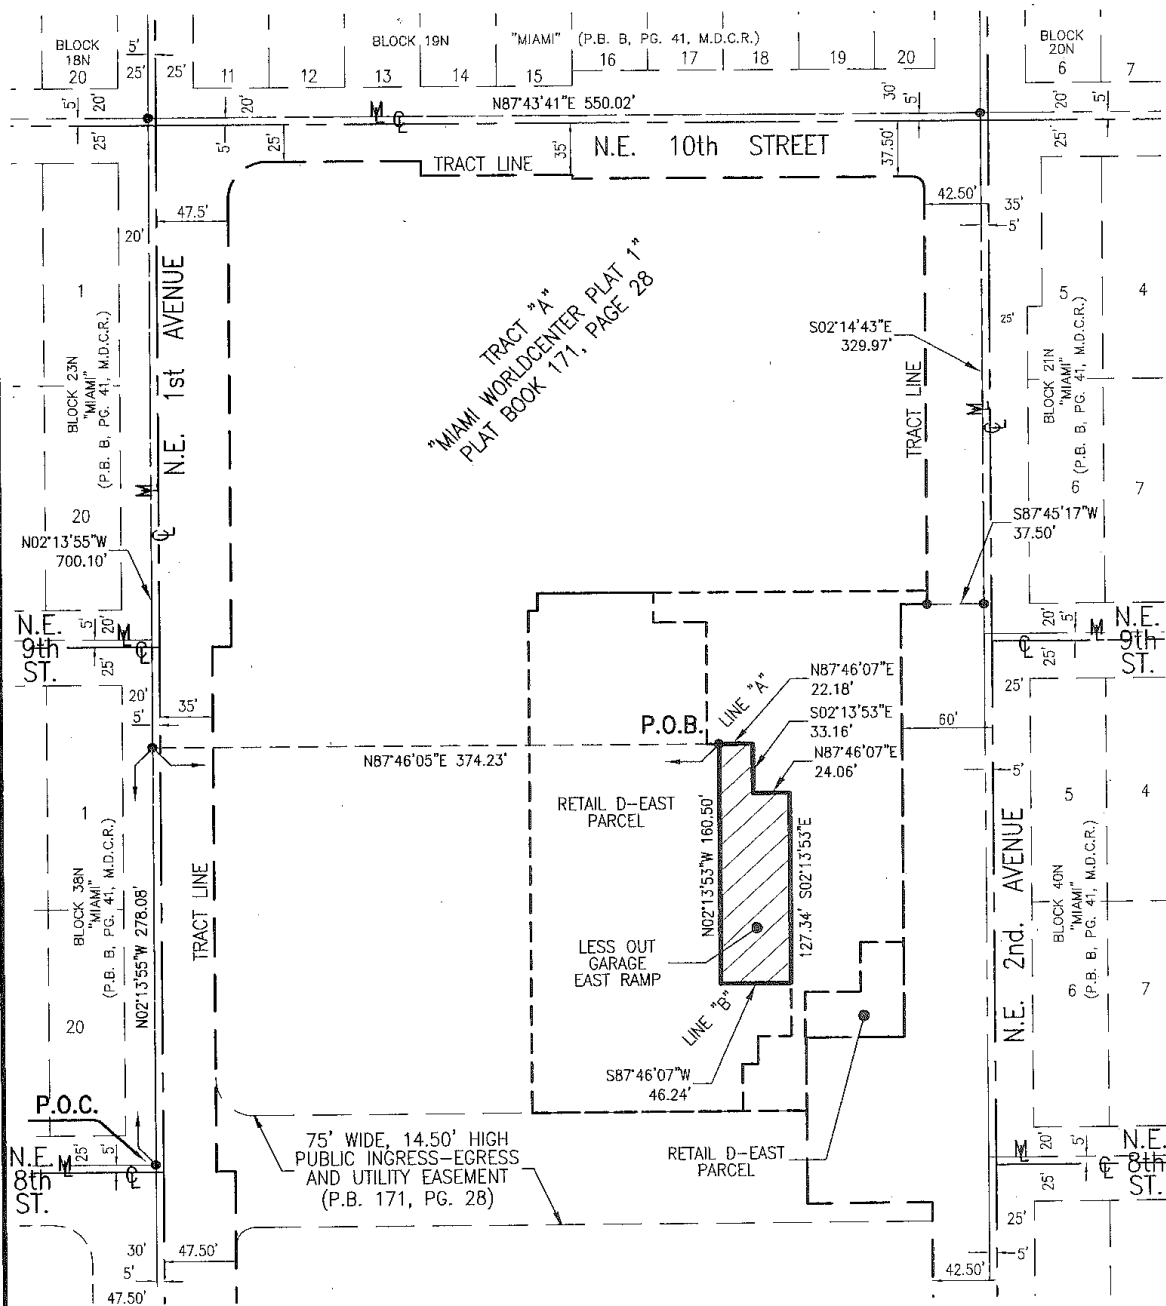 BLOCK
18N
20
5'
25'
25'
BLOCK 19N
"MIAMI" (P.B. B, PG. 41, M.D.C.R.)
11
12
13
14
15
16
17
18
19
20
BLOCK
20N
6
7
5'
20'
20'
N87°43'41"E 550.02'
30'
5'
20'
5'
25'
5'
25'
35'
N.E. 10th STREET
37.50'
25'
TRACT LINE
47.5'
42.50'
35'
5'
20'
N.E. 1st AVENUE
1
BLOCK 23N
"MIAMI"
(P.B. B, PG. 41, M.D.C.R.)
20
TRACT "A"
"MIAMI WORLDCENTER PLAT 1"
PLAT BOOK 171, PAGE 28
S02°14'43"E
329.97'
TRACT LINE
25'
5
4
BLOCK 21N
"MIAMI"
(P.B. B, PG. 41, M.D.C.R.)
6
7
N02°13'55"W
700.10'
S87°45'17"W
37.50'
N.E.
9th
ST.
5'
20'
25'
20'
5'
N.E.
9th
ST.
20'
5'
25'
25'
35'
60'
5'
P.O.B.
LINE "A"
N87°46'07"E
22.18'
S02°13'53"E
33.16'
N87°46'07"E
24.06'
N87°46'05"E 374.23'
RETAIL D-EAST
PARCEL
N02°13'53"W 160.50'
127.34' S02°13'53"E
1
BLOCK 38N
"MIAMI"
(P.B. B, PG. 41, M.D.C.R.)
20
N02°13'55"W 278.08'
TRACT LINE
LESS OUT
GARAGE
EAST RAMP
LINE "B"
S87°46'07"W
46.24'
N.E. 2nd. AVENUE
5
4
BLOCK 40N
"MIAMI"
(P.B. B, PG. 41, M.D.C.R.)
6
7
P.O.C.
N.E.
8th
ST.
25'
5'
75' WIDE, 14.50' HIGH
PUBLIC INGRESS-EGRESS
AND UTILITY EASEMENT
(P.B. 171, PG. 28)
RETAIL D-EAST
PARCEL
20'
5'
25'
N.E.
8th
ST.
25'
5'
30'
5'
47.50'
47.50'
42.50'